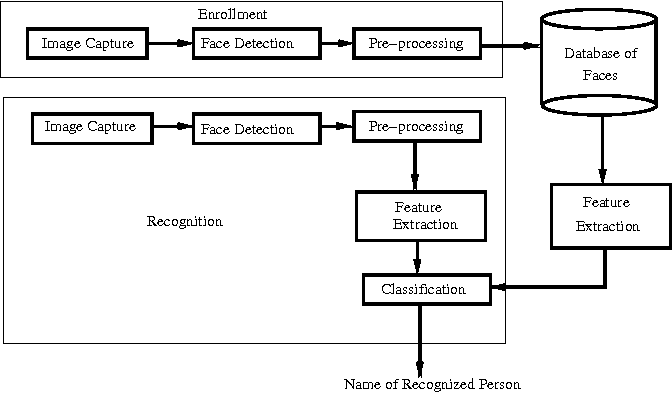 Enrollment
Image Capture
Face Detection
Pre-processing
Database of
Faces
Image Capture
Face Detection
Pre-processing
Recognition
Feature
Extraction
Feature
Extraction
Classification
Name of Recognized Person